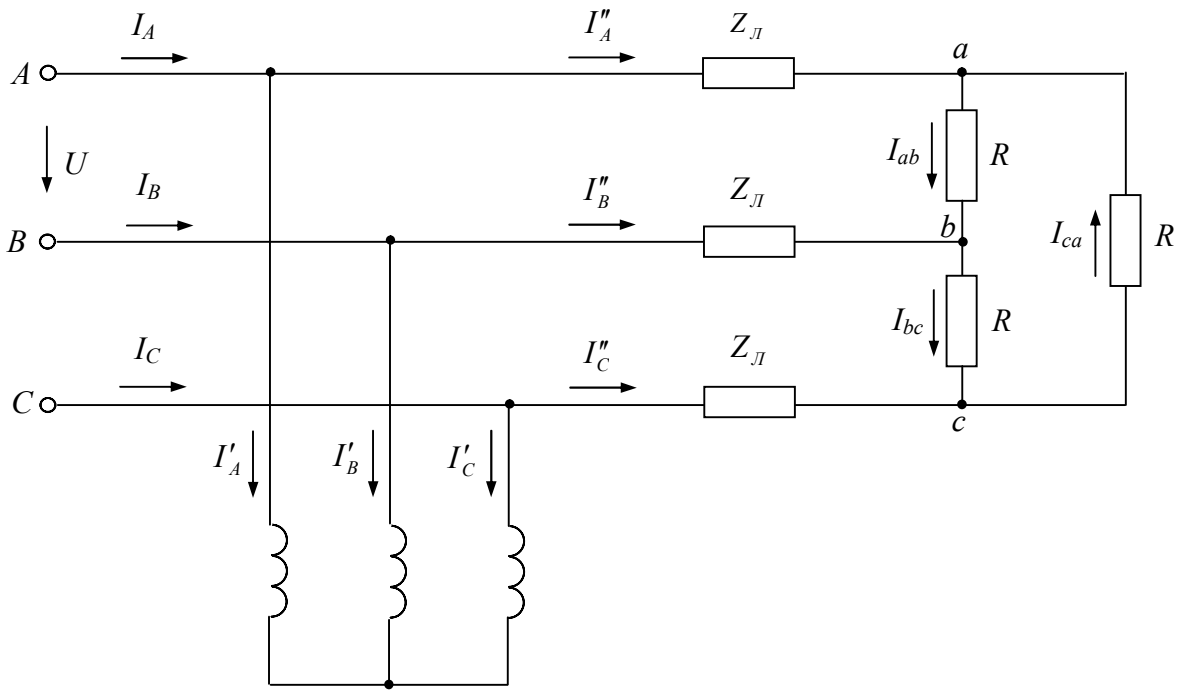 I_A I″_A Z_Л a
A
U I_ab R
I_B I″_B Z_Л b
B I_ca R
I_C I″_C Z_Л I_bc R
C c
I′_A I′_B I′_C